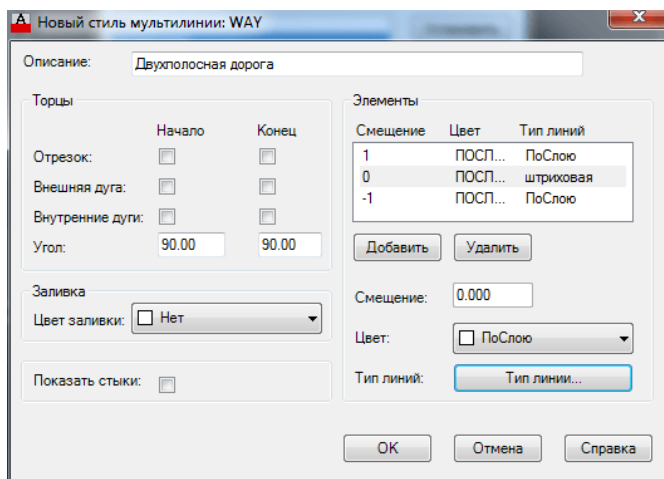 Новый стиль мультилинии: WAY
Описание: Двухполосная дорога
Торцы
Начало Конец
Отрезок:
Внешняя дуга:
Внутренние дуги:
Угол: 90.00 90.00
Заливка
Цвет заливки: Нет
Показать стыки:
Элементы
Смещение Цвет Тип линий
1 ПОСЛ... ПоСлою
0 ПОСЛ... штриховая
-1 ПОСЛ... ПоСлою
Добавить Удалить
Смещение: 0.000
Цвет: ПоСлою
Тип линий: Тип линии...
OK Отмена Справка